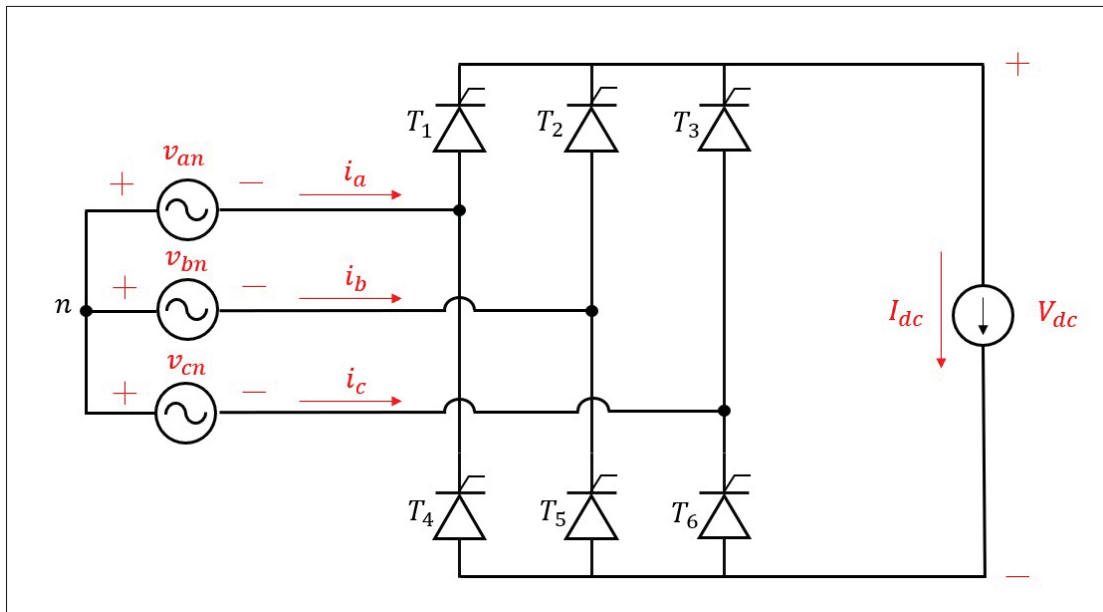 +
T₁
T₂
T₃
v_an
+ − i_a
v_bn
+ − i_b
n
I_dc
V_dc
v_cn
+ − i_c
T₄
T₅
T₆
−